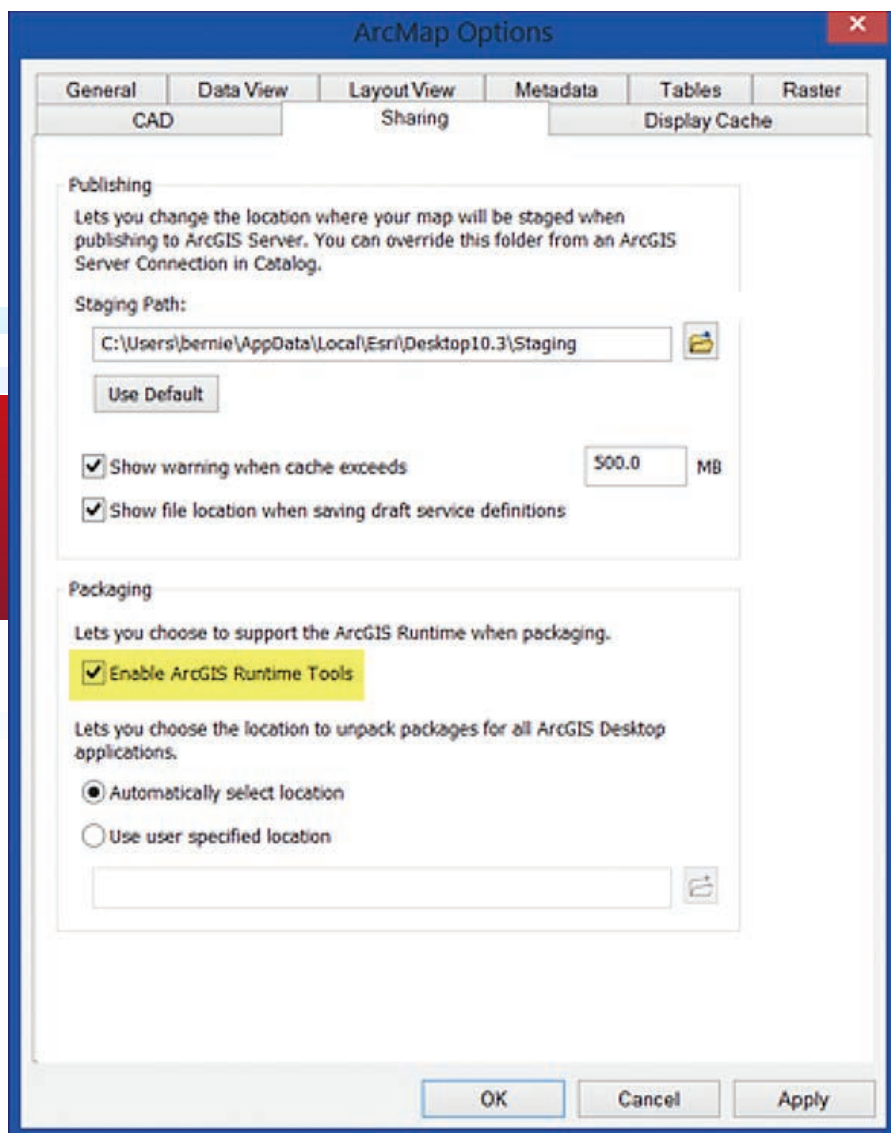 ArcMap Options
General Data View Layout View Metadata Tables Raster
CAD Sharing Display Cache
Publishing
Lets you change the location where your map will be staged when
publishing to ArcGIS Server. You can override this folder from an ArcGIS
Server Connection in Catalog.
Staging Path:
C:\Users\bernie\AppData\Local\Esri\Desktop10.3\Staging
Use Default
Show warning when cache exceeds 500.0 MB
Show file location when saving draft service definitions
Packaging
Lets you choose to support the ArcGIS Runtime when packaging.
Enable ArcGIS Runtime Tools
Lets you choose the location to unpack packages for all ArcGIS Desktop
applications.
Automatically select location
Use user specified location
OK Cancel Apply